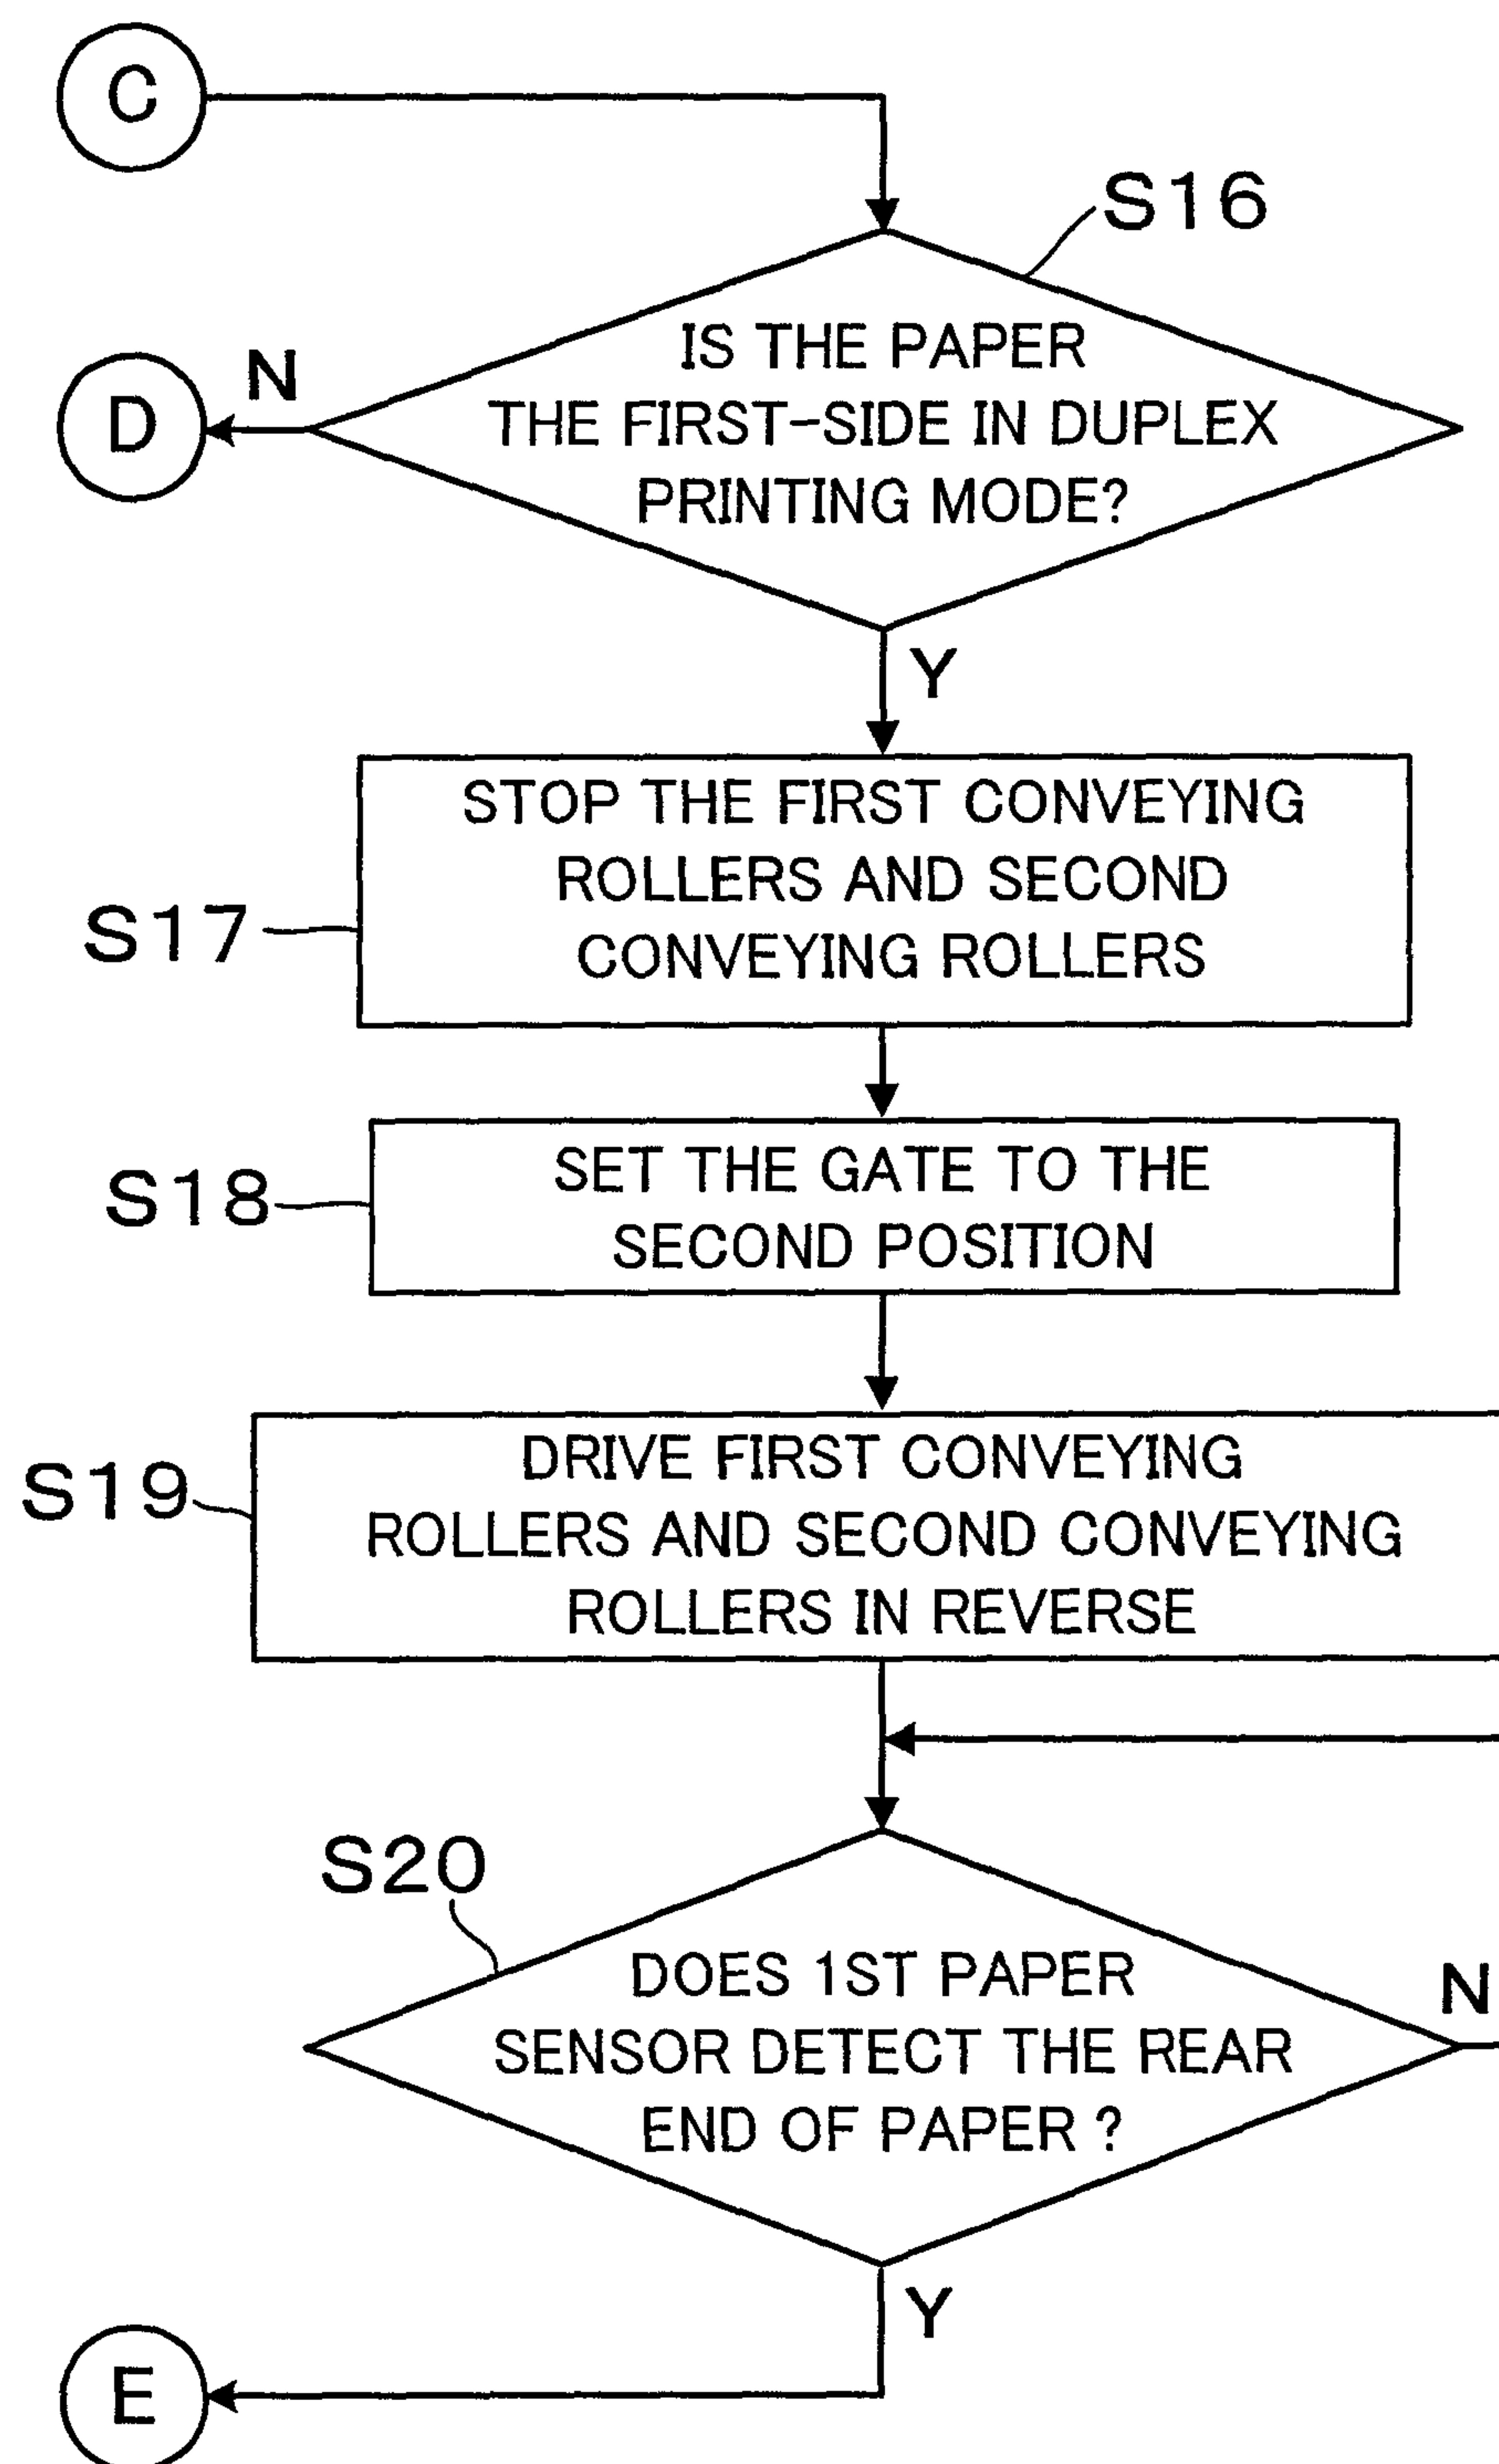 C
S16
IS THE PAPER
THE FIRST-SIDE IN DUPLEX
PRINTING MODE?
N
D
Y
STOP THE FIRST CONVEYING
ROLLERS AND SECOND
CONVEYING ROLLERS
S17
SET THE GATE TO THE
SECOND POSITION
S18
DRIVE FIRST CONVEYING
ROLLERS AND SECOND CONVEYING
ROLLERS IN REVERSE
S19
S20
DOES 1ST PAPER
SENSOR DETECT THE REAR
END OF PAPER ?
N
Y
E